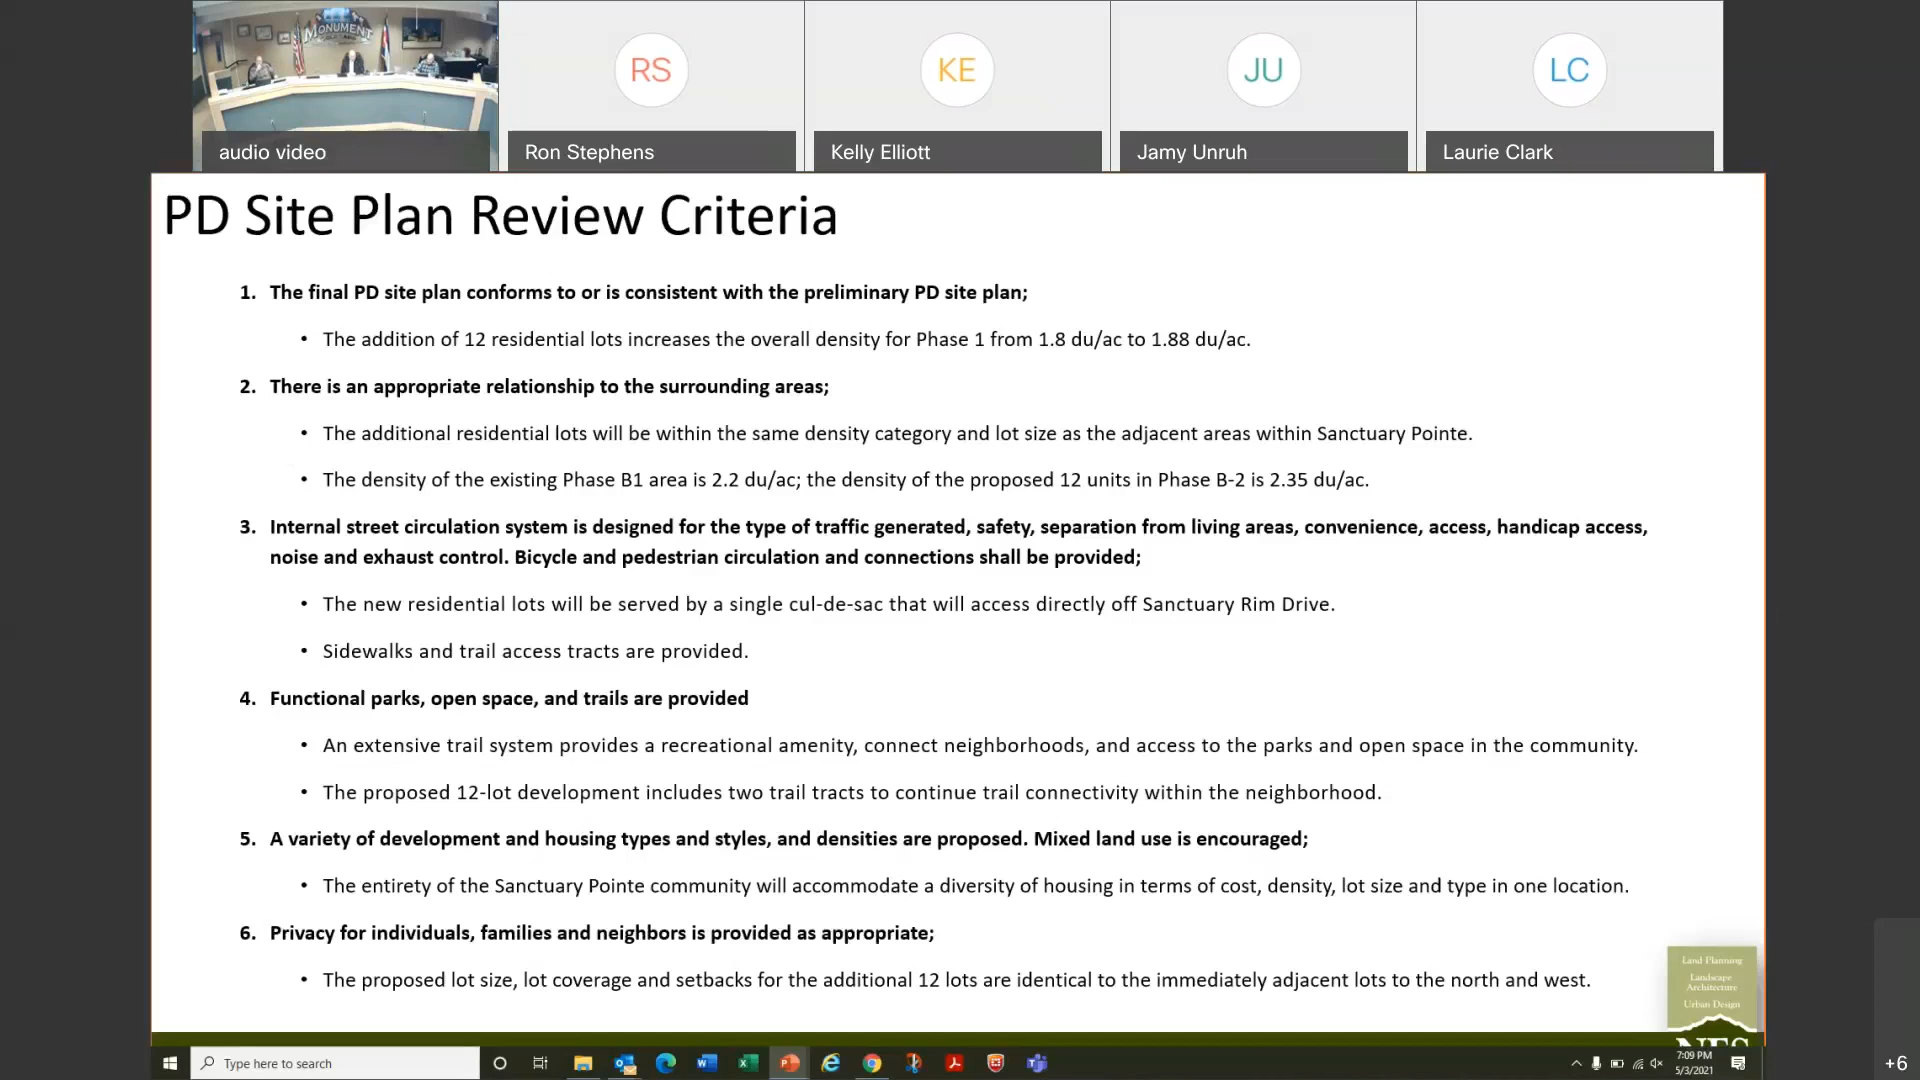 MONUMENT
RS
KE
JU
LC
audio video
Ron Stephens
Kelly Elliott
Jamy Unruh
Laurie Clark
PD Site Plan Review Criteria
1. The final PD site plan conforms to or is consistent with the preliminary PD site plan;
• The addition of 12 residential lots increases the overall density for Phase 1 from 1.8 du/ac to 1.88 du/ac.
2. There is an appropriate relationship to the surrounding areas;
• The additional residential lots will be within the same density category and lot size as the adjacent areas within Sanctuary Pointe.
• The density of the existing Phase B1 area is 2.2 du/ac; the density of the proposed 12 units in Phase B-2 is 2.35 du/ac.
3. Internal street circulation system is designed for the type of traffic generated, safety, separation from living areas, convenience, access, handicap access,
noise and exhaust control. Bicycle and pedestrian circulation and connections shall be provided;
• The new residential lots will be served by a single cul-de-sac that will access directly off Sanctuary Rim Drive.
• Sidewalks and trail access tracts are provided.
4. Functional parks, open space, and trails are provided
• An extensive trail system provides a recreational amenity, connect neighborhoods, and access to the parks and open space in the community.
• The proposed 12-lot development includes two trail tracts to continue trail connectivity within the neighborhood.
5. A variety of development and housing types and styles, and densities are proposed. Mixed land use is encouraged;
• The entirety of the Sanctuary Pointe community will accommodate a diversity of housing in terms of cost, density, lot size and type in one location.
6. Privacy for individuals, families and neighbors is provided as appropriate;
• The proposed lot size, lot coverage and setbacks for the additional 12 lots are identical to the immediately adjacent lots to the north and west.
Land Planning
Landscape
Architecture
Urban Design
NES
Type here to search
7:09 PM
5/3/2021
+6